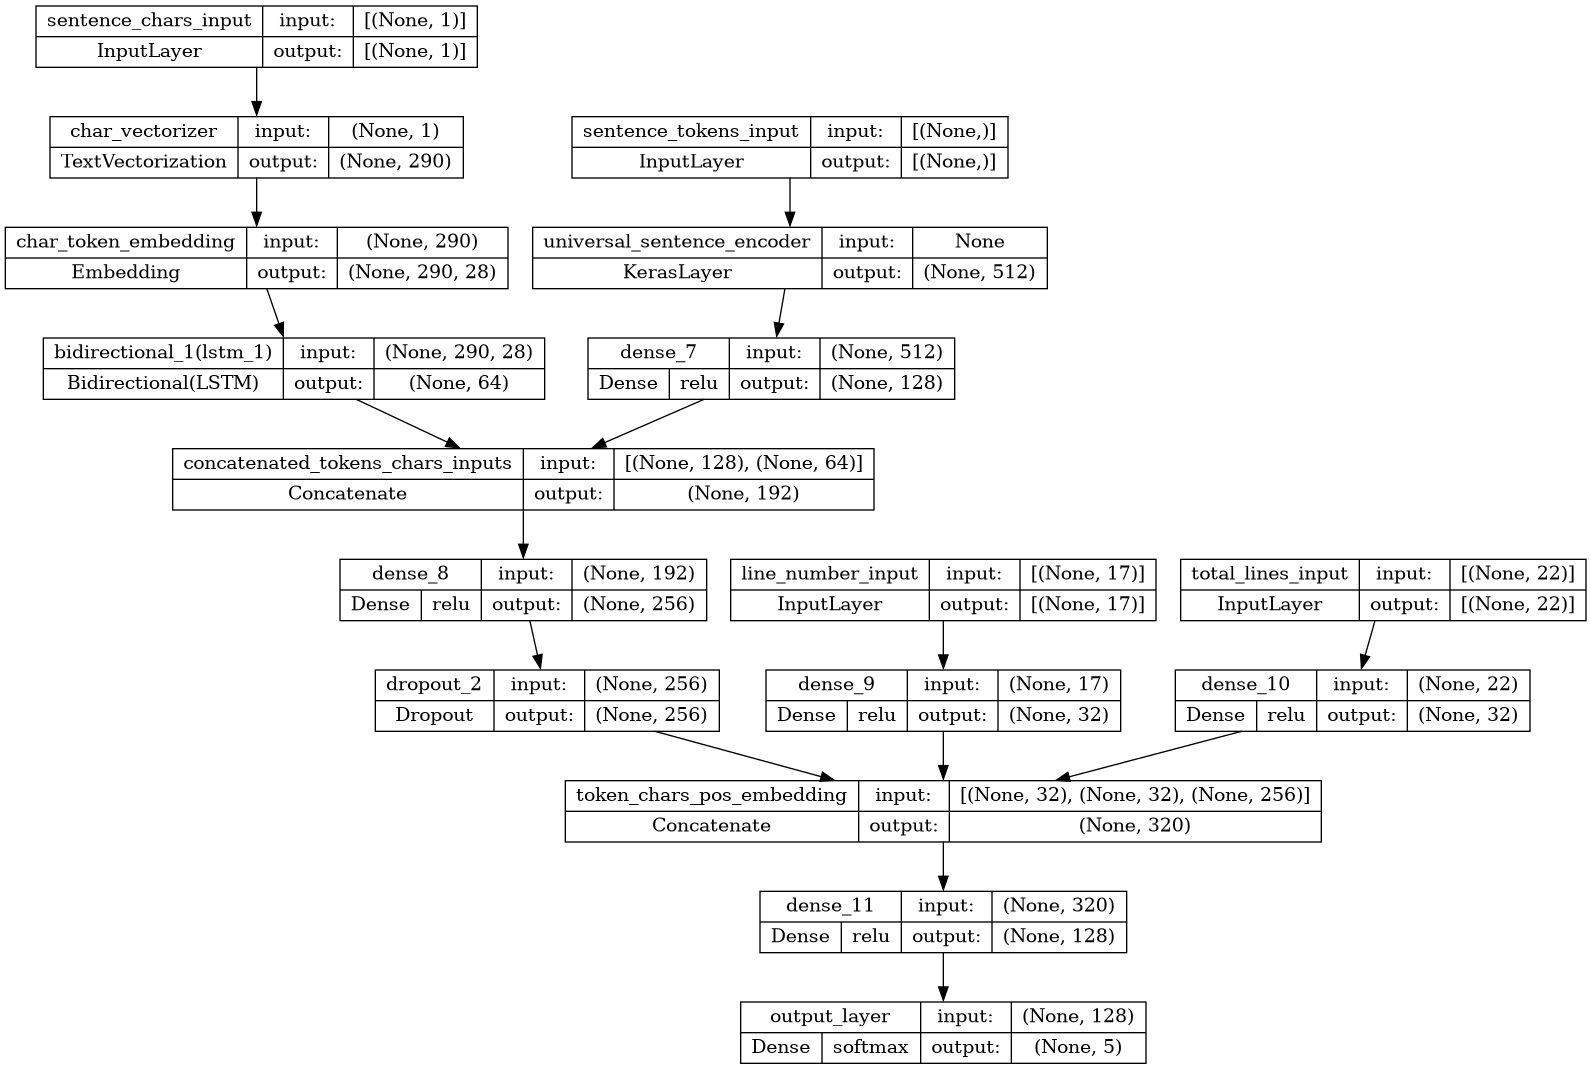 sentence_chars_input input: [(None, 1)]
InputLayer output: [(None, 1)]
char_vectorizer input: (None, 1)
TextVectorization output: (None, 290)
sentence_tokens_input input: [(None,)]
InputLayer output: [(None,)]
char_token_embedding input: (None, 290)
Embedding output: (None, 290, 28)
universal_sentence_encoder input: None
KerasLayer output: (None, 512)
bidirectional_1(lstm_1) input: (None, 290, 28)
Bidirectional(LSTM) output: (None, 64)
dense_7 input: (None, 512)
Dense relu output: (None, 128)
concatenated_tokens_chars_inputs input: [(None, 128), (None, 64)]
Concatenate output: (None, 192)
dense_8 input: (None, 192)
Dense relu output: (None, 256)
line_number_input input: [(None, 17)]
InputLayer output: [(None, 17)]
total_lines_input input: [(None, 22)]
InputLayer output: [(None, 22)]
dropout_2 input: (None, 256)
Dropout output: (None, 256)
dense_9 input: (None, 17)
Dense relu output: (None, 32)
dense_10 input: (None, 22)
Dense relu output: (None, 32)
token_chars_pos_embedding input: [(None, 32), (None, 32), (None, 256)]
Concatenate output: (None, 320)
dense_11 input: (None, 320)
Dense relu output: (None, 128)
output_layer input: (None, 128)
Dense softmax output: (None, 5)